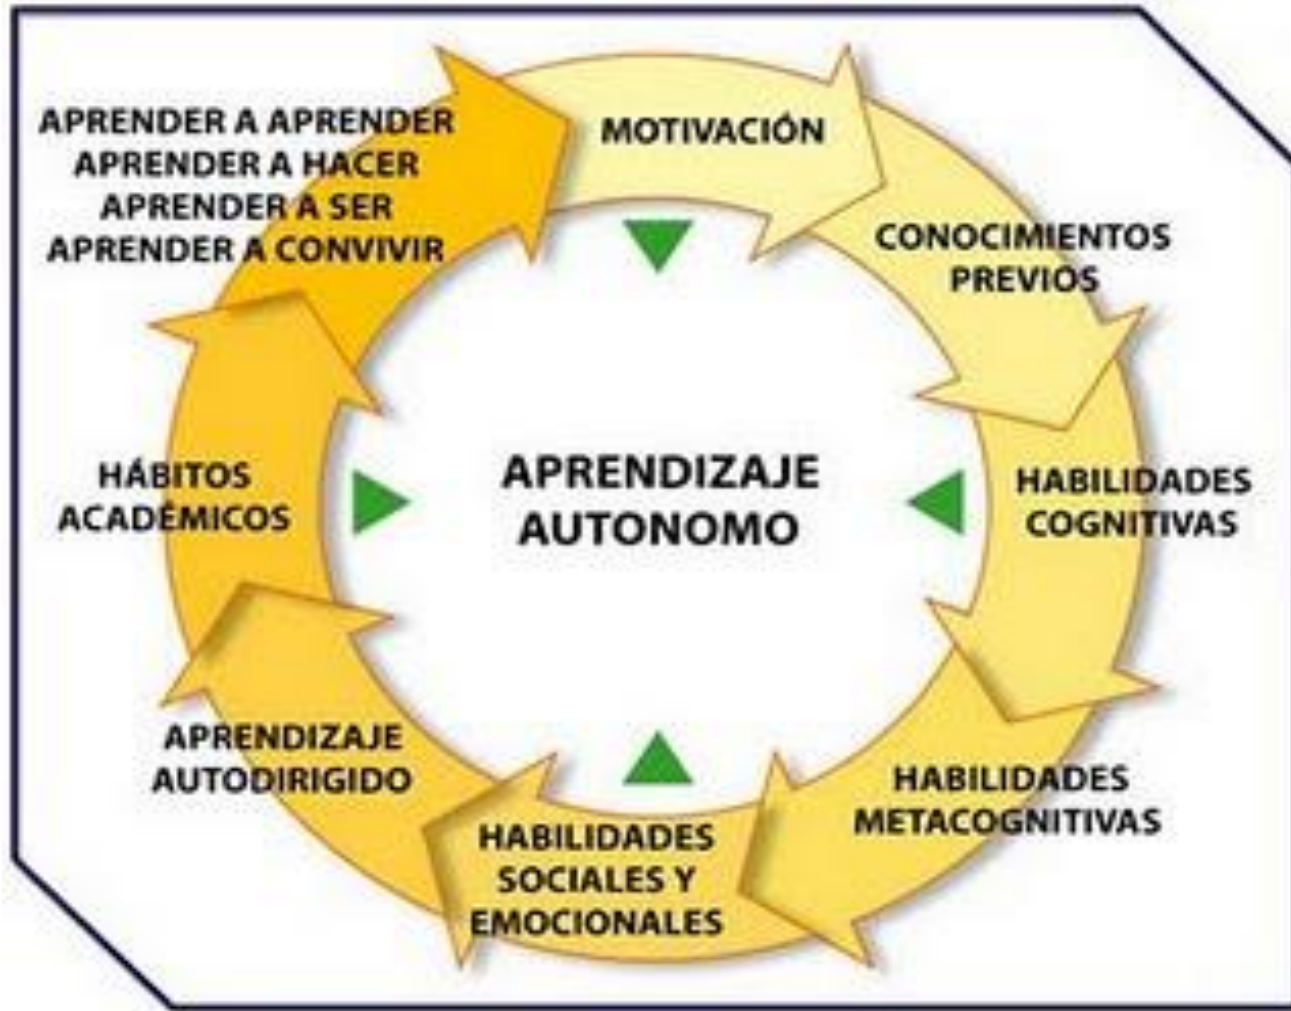 APRENDER A APRENDER
APRENDER A HACER
APRENDER A SER
APRENDER A CONVIVIR
MOTIVACIÓN
CONOCIMIENTOS
PREVIOS
HABILIDADES
COGNITIVAS
HABILIDADES
METACOGNITIVAS
HABILIDADES
SOCIALES Y
EMOCIONALES
APRENDIZAJE
AUTODIRIGIDO
HÁBITOS
ACADÉMICOS
APRENDIZAJE
AUTONOMO